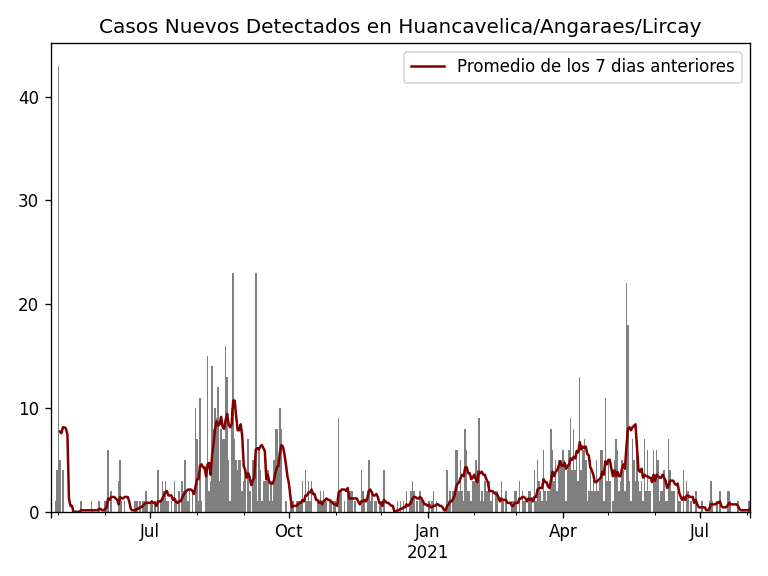 Casos Nuevos Detectados en Huancavelica/Angaraes/Lircay
Promedio de los 7 dias anteriores
40
30
20
10
0
Jul Oct Jan Apr Jul
2021